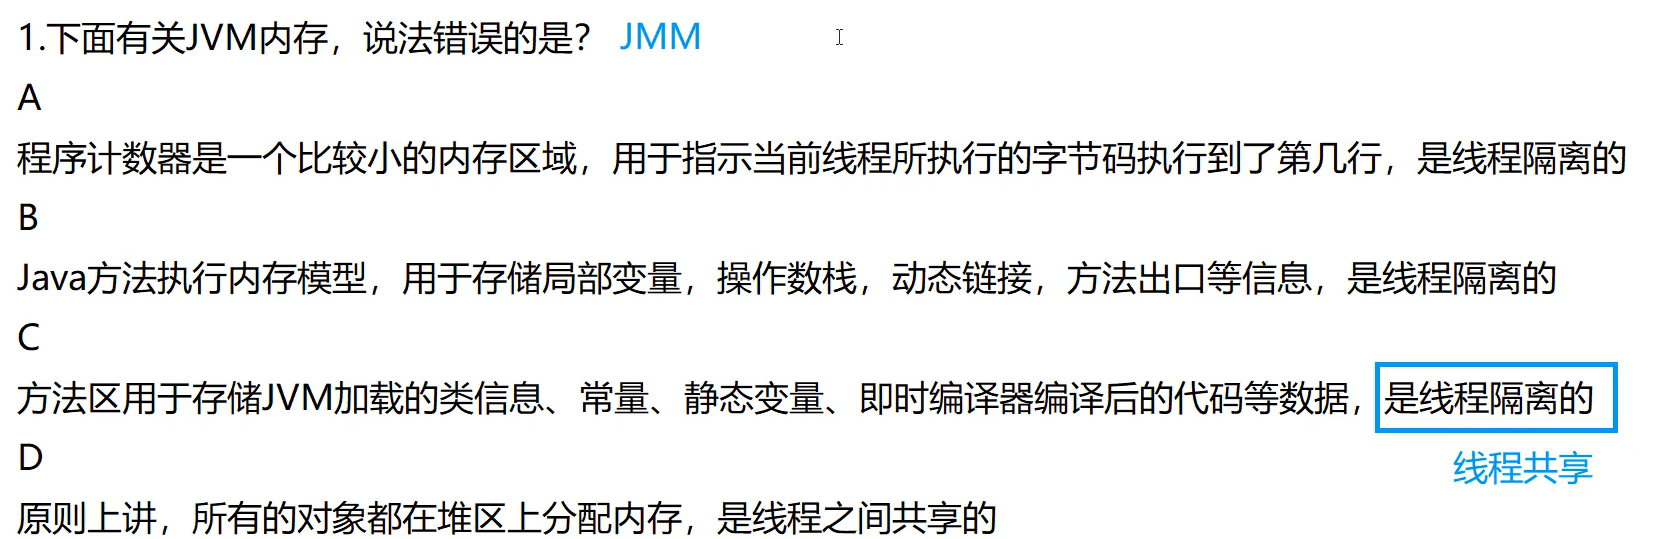 1.下面有关JVM内存，说法错误的是？ JMM
A
程序计数器是一个比较小的内存区域，用于指示当前线程所执行的字节码执行到了第几行，是线程隔离的
B
Java方法执行内存模型，用于存储局部变量，操作数栈，动态链接，方法出口等信息，是线程隔离的
C
方法区用于存储JVM加载的类信息、常量、静态变量、即时编译器编译后的代码等数据，是线程隔离的
D
线程共享
原则上讲，所有的对象都在堆区上分配内存，是线程之间共享的